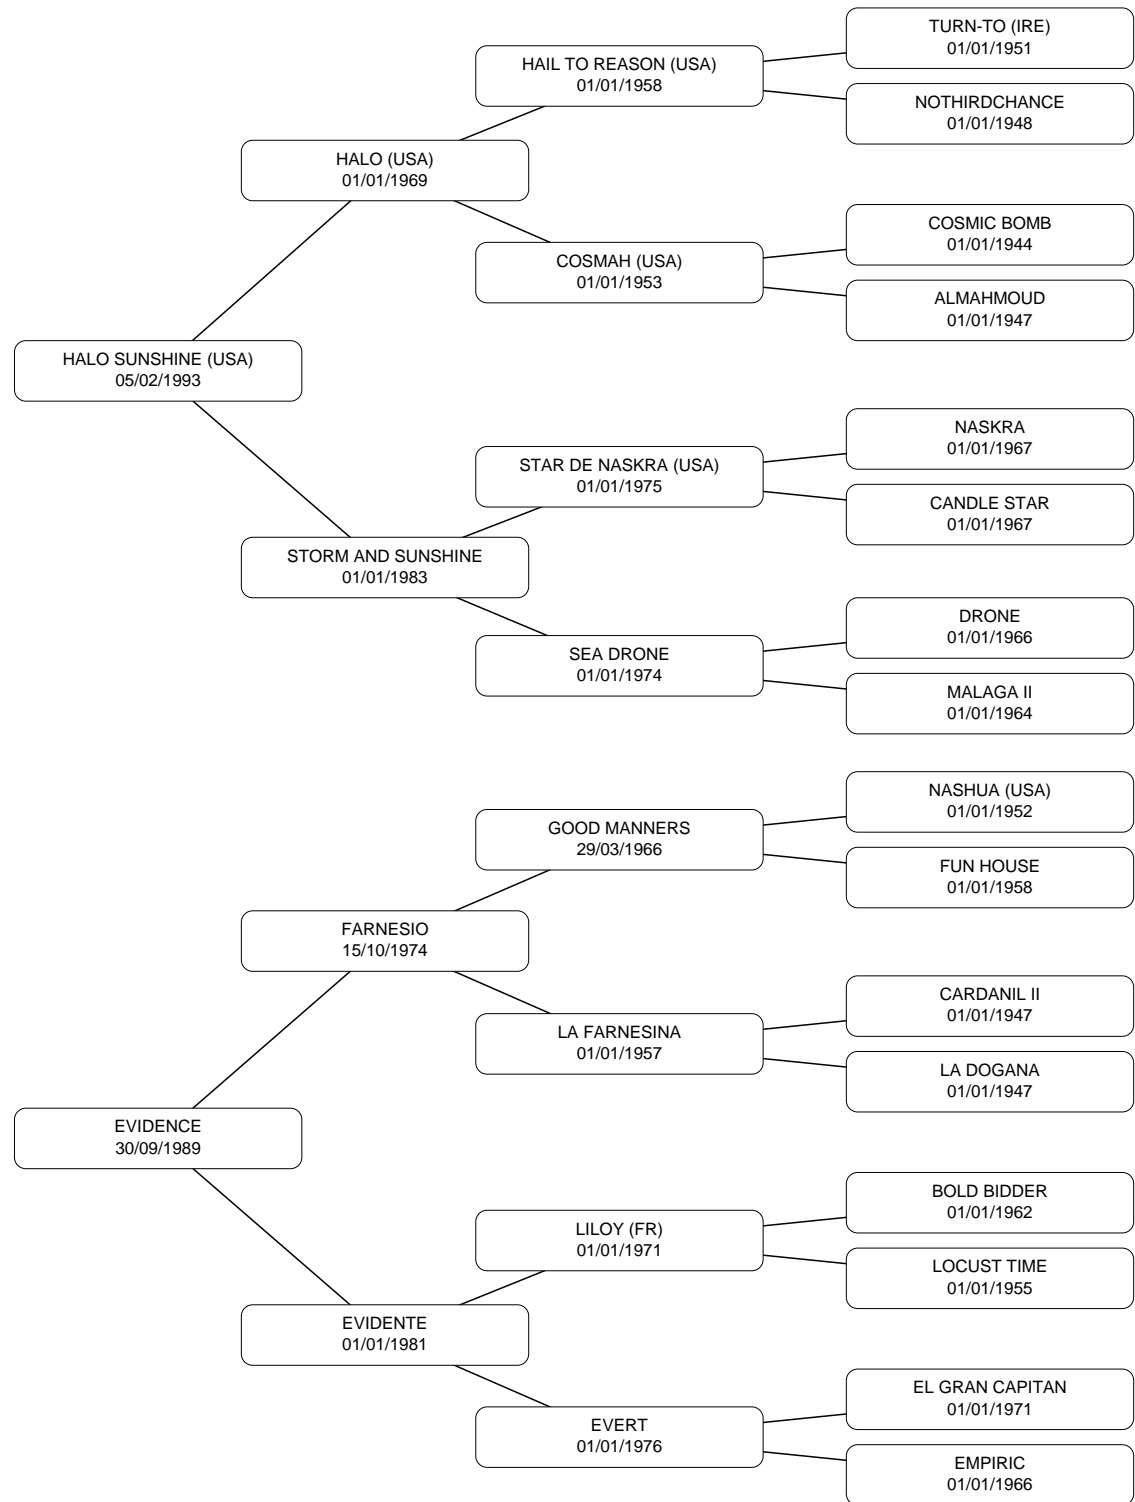 TURN-TO (IRE)
01/01/1951
HAIL TO REASON (USA)
01/01/1958
NOTHIRDCHANCE
01/01/1948
HALO (USA)
01/01/1969
COSMIC BOMB
01/01/1944
COSMAH (USA)
01/01/1953
ALMAHMOUD
01/01/1947
HALO SUNSHINE (USA)
05/02/1993
NASKRA
01/01/1967
STAR DE NASKRA (USA)
01/01/1975
CANDLE STAR
01/01/1967
STORM AND SUNSHINE
01/01/1983
DRONE
01/01/1966
SEA DRONE
01/01/1974
MALAGA II
01/01/1964
NASHUA (USA)
01/01/1952
GOOD MANNERS
29/03/1966
FUN HOUSE
01/01/1958
FARNESIO
15/10/1974
CARDANIL II
01/01/1947
LA FARNESINA
01/01/1957
LA DOGANA
01/01/1947
EVIDENCE
30/09/1989
BOLD BIDDER
01/01/1962
LILOY (FR)
01/01/1971
LOCUST TIME
01/01/1955
EVIDENTE
01/01/1981
EL GRAN CAPITAN
01/01/1971
EVERT
01/01/1976
EMPIRIC
01/01/1966